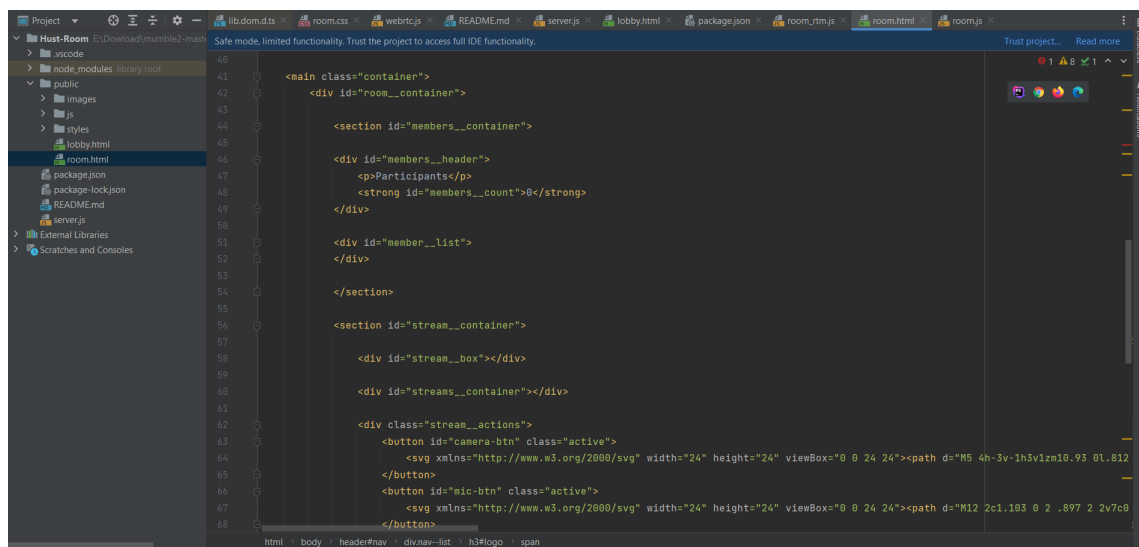 Project
lib.dom.d.ts room.css webrtc.js README.md server.js lobby.html package.json room_rtm.js room.html room.js
Hust-Room E:\Dowload\mumble2-mast
Safe mode, limited functionality. Trust the project to access full IDE functionality. Trust project... Read more
.vscode
node_modules library root
public
images
js
styles
lobby.html
room.html
package.json
package-lock.json
README.md
server.js
External Libraries
Scratches and Consoles
1 8 1
40
41 <main class="container">
42 <div id="room__container">
43
44 <section id="members__container">
45
46 <div id="members__header">
47 <p>Participants</p>
48 <strong id="members__count">0</strong>
49 </div>
50
51 <div id="member__list">
52 </div>
53
54 </section>
55
56 <section id="stream__container">
57
58 <div id="stream__box"></div>
59
60 <div id="streams__container"></div>
61
62 <div class="stream__actions">
63 <button id="camera-btn" class="active">
64 <svg xmlns="http://www.w3.org/2000/svg" width="24" height="24" viewBox="0 0 24 24"><path d="M5 4h-3v-1h3v1zm10.93 0l.812
65 </button>
66 <button id="mic-btn" class="active">
67 <svg xmlns="http://www.w3.org/2000/svg" width="24" height="24" viewBox="0 0 24 24"><path d="M12 2c1.103 0 2 .897 2 2v7c0
68 </button>
html body header#nav div.nav--list h3#logo span